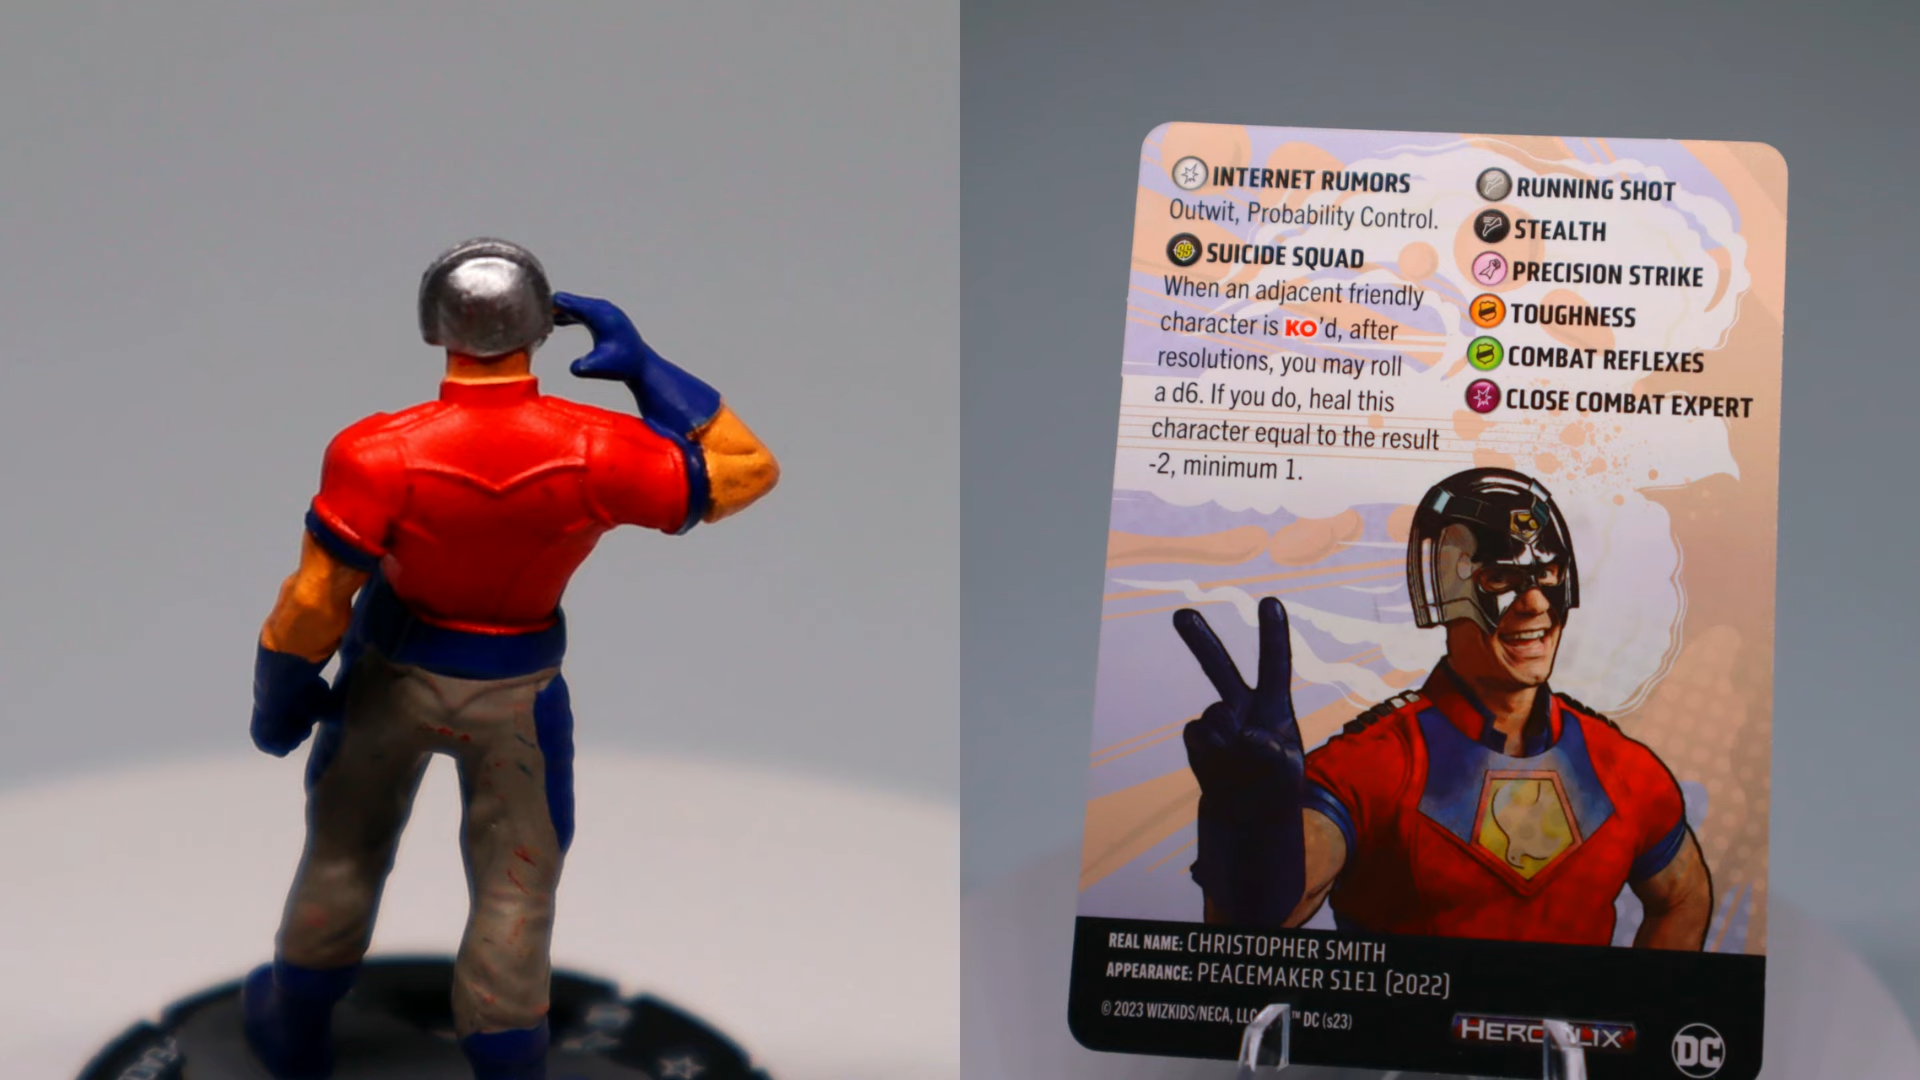 INTERNET RUMORS
Outwit, Probability Control.
SUICIDE SQUAD
When an adjacent friendly
character is KO'd, after
resolutions, you may roll
a d6. If you do, heal this
character equal to the result
-2, minimum 1.
RUNNING SHOT
STEALTH
PRECISION STRIKE
TOUGHNESS
COMBAT REFLEXES
CLOSE COMBAT EXPERT
REAL NAME: CHRISTOPHER SMITH
APPEARANCE: PEACEMAKER S1E1 (2022)
© 2023 WIZKIDS/NECA, LLC ™ DC (s23)
DC